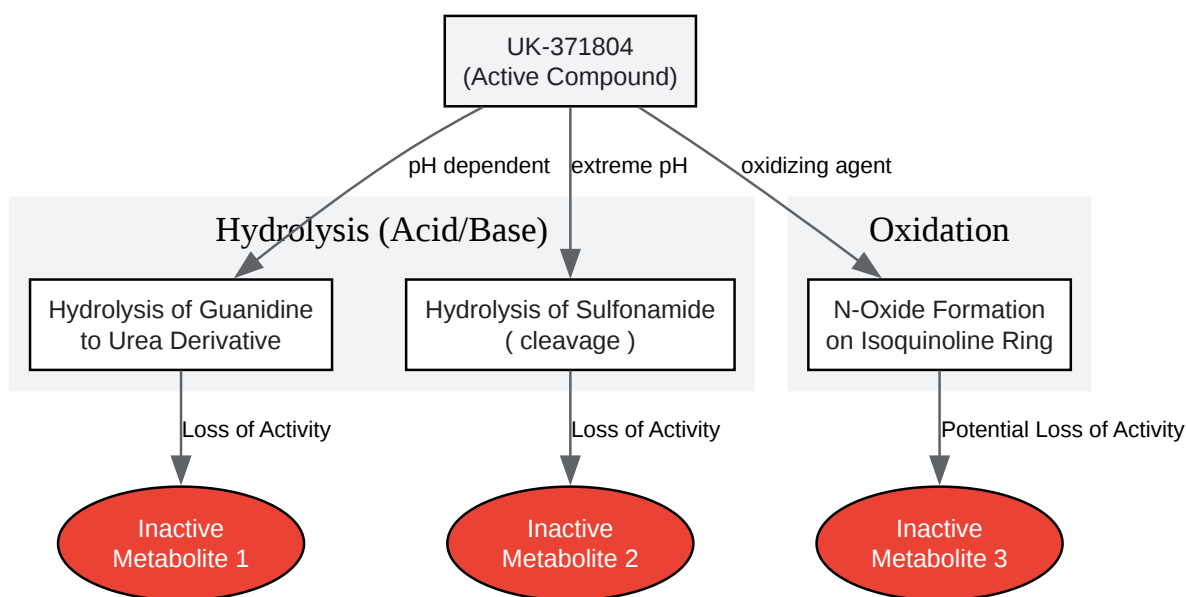 UK-371804
(Active Compound)
pH dependent
extreme pH
oxidizing agent
Hydrolysis (Acid/Base)
Oxidation
Hydrolysis of Guanidine
to Urea Derivative
Hydrolysis of Sulfonamide
( cleavage )
N-Oxide Formation
on Isoquinoline Ring
Loss of Activity
Loss of Activity
Potential Loss of Activity
Inactive
Metabolite 1
Inactive
Metabolite 2
Inactive
Metabolite 3